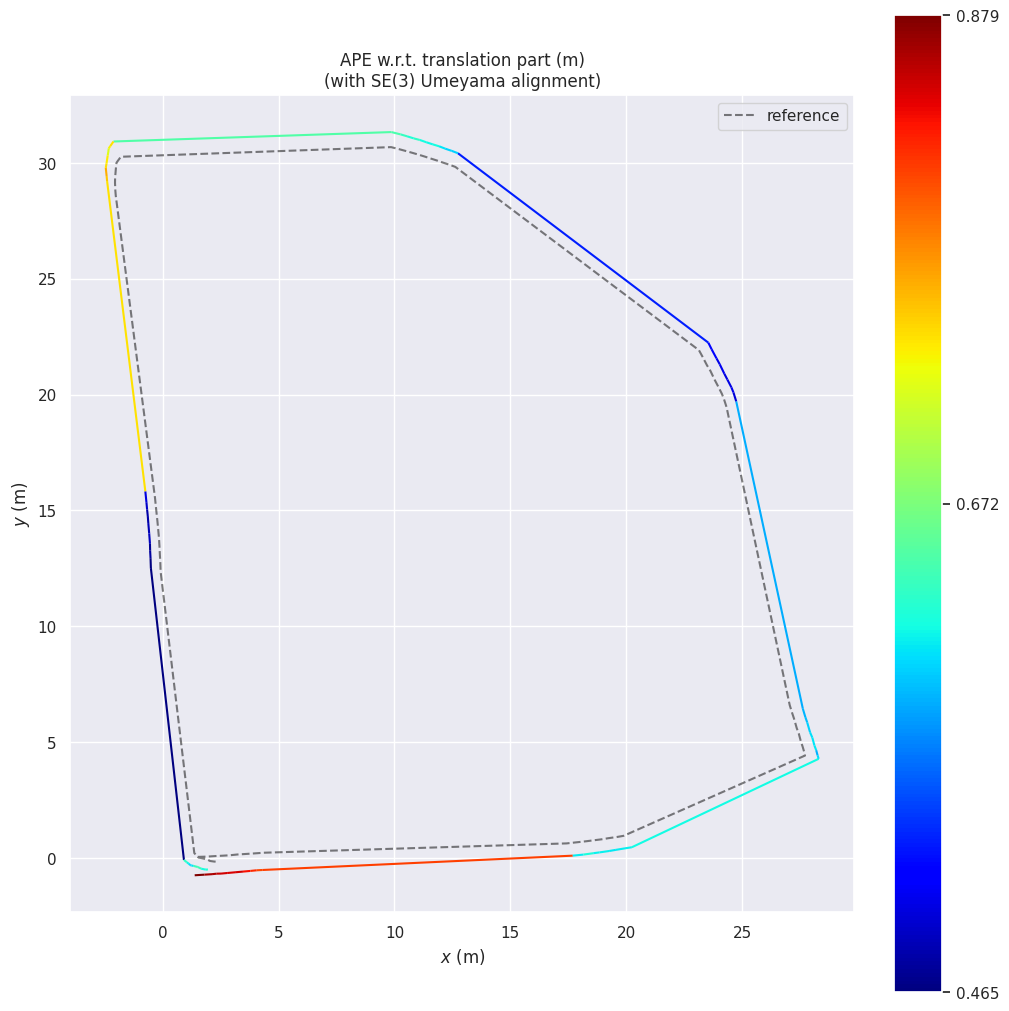 APE w.r.t. translation part (m)
(with SE(3) Umeyama alignment)
reference
0.879
0.672
0.465
30
25
20
15
10
5
0
y (m)
0 5 10 15 20 25
x (m)